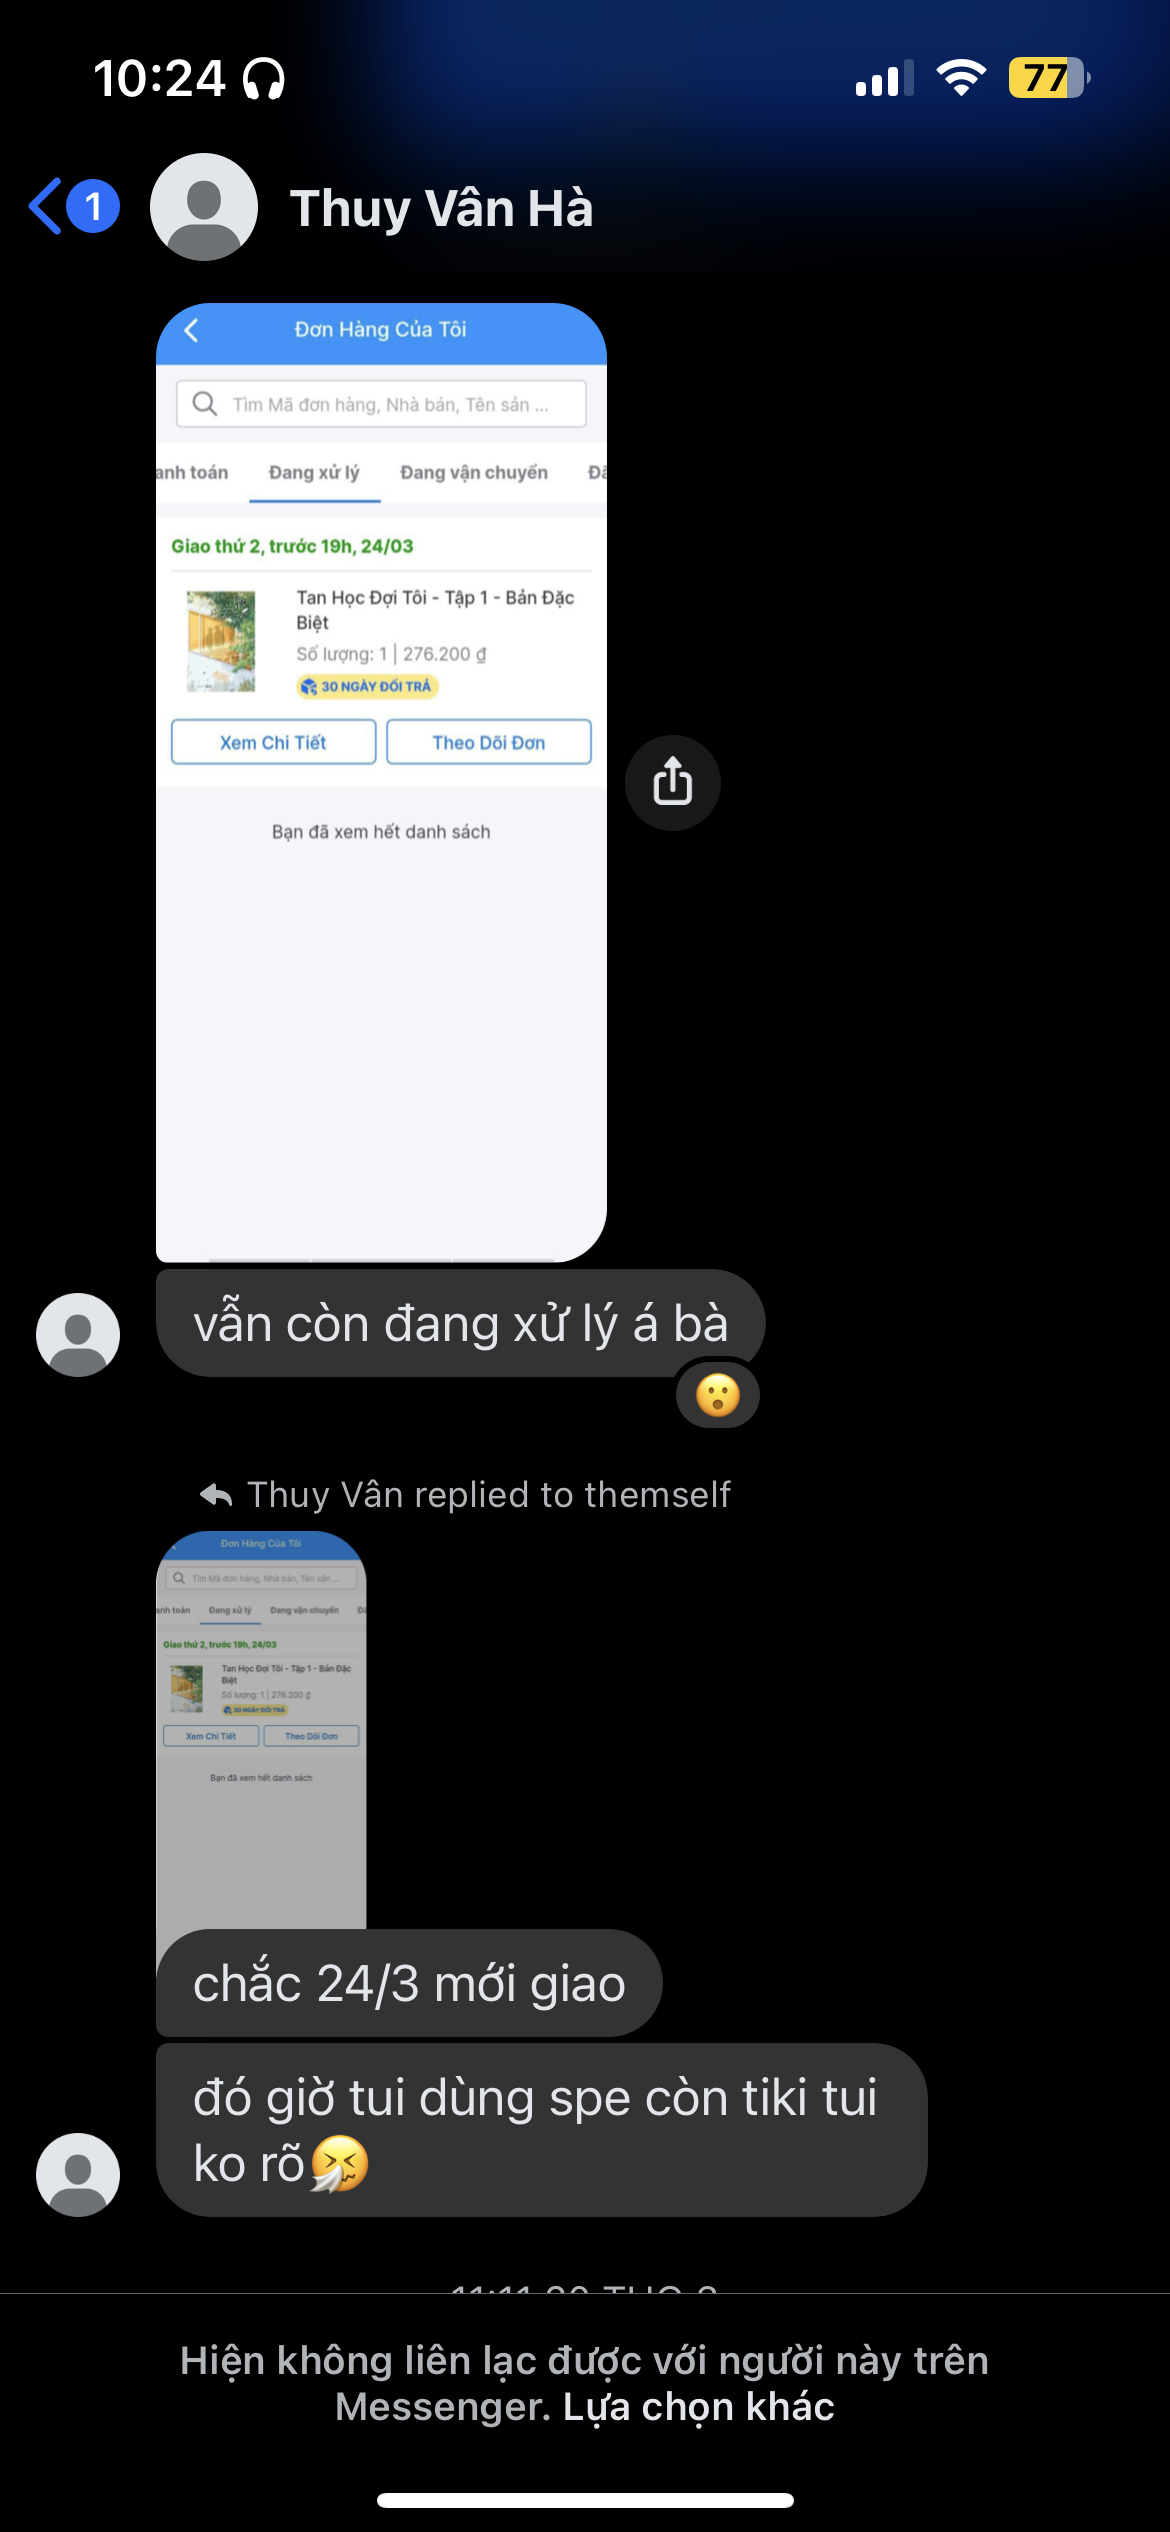 10:24
77
1
Thuy Vân Hà
Đơn Hàng Của Tôi
Tìm Mã đơn hàng, Nhà bán, Tên sản ...
anh toán Đang xử lý Đang vận chuyển
Giao thứ 2, trước 19h, 24/03
Tan Học Đợi Tôi - Tập 1 - Bản Đặc
Biệt
Số lượng: 1 | 276.200 ₫
30 NGÀY ĐỔI TRẢ
Xem Chi Tiết Theo Dõi Đơn
Bạn đã xem hết danh sách
vẫn còn đang xử lý á bà
Thuy Vân replied to themself
Đơn Hàng Của Tôi
Tìm Mã đơn hàng, Nhà bán, Tên sản ...
anh toán Đang xử lý Đang vận chuyển
Giao thứ 2, trước 19h, 24/03
Tan Học Đợi Tôi - Tập 1 - Bản Đặc
Biệt
Số lượng: 1 | 276.200 ₫
30 NGÀY ĐỔI TRẢ
Xem Chi Tiết Theo Dõi Đơn
Bạn đã xem hết danh sách
chắc 24/3 mới giao
đó giờ tui dùng spe còn tiki tui
ko rõ🤧
Hiện không liên lạc được với người này trên
Messenger. Lựa chọn khác